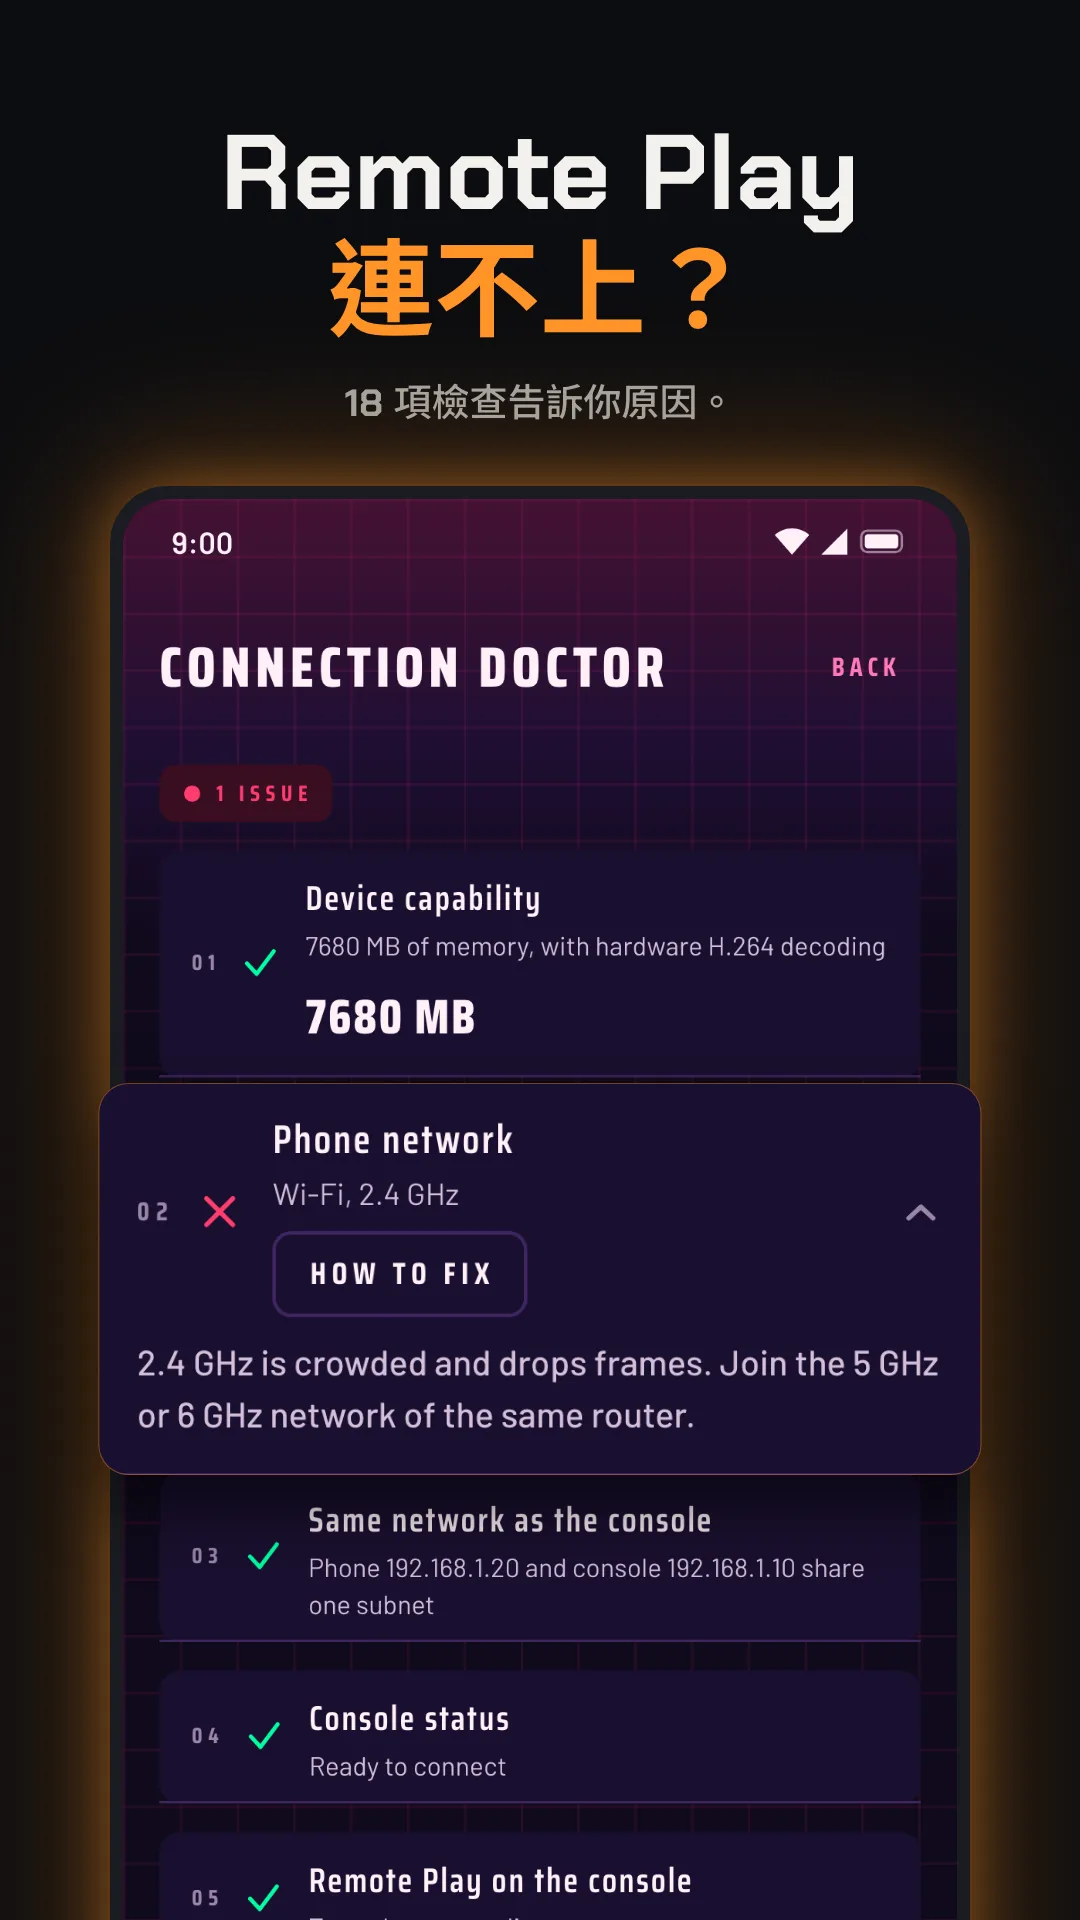 Remote Play
連不上？
18 項檢查告訴你原因。
9:00
CONNECTION DOCTOR
BACK
1 ISSUE
01
Device capability
7680 MB of memory, with hardware H.264 decoding
7680 MB
02
Phone network
Wi-Fi, 2.4 GHz
HOW TO FIX
2.4 GHz is crowded and drops frames. Join the 5 GHz
or 6 GHz network of the same router.
03
Same network as the console
Phone 192.168.1.20 and console 192.168.1.10 share
one subnet
04
Console status
Ready to connect
05
Remote Play on the console